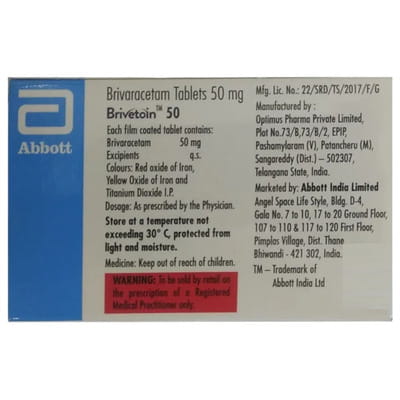 Abbott
Brivaracetam Tablets 50 mg
Brivetoin™ 50
Each film coated tablet contains:
Brivaracetam 50 mg
Excipients q.s.
Colours: Red oxide of Iron,
Yellow Oxide of Iron and
Titanium Dioxide I.P.
Dosage: As prescribed by the Physician.
Store at a temperature not
exceeding 30° C, protected from
light and moisture.
Medicine: Keep out of reach of children.
WARNING: To be sold by retail on
the prescription of a Registered
Medical Practitioner only.
Mfg. Lic. No.: 22/SRD/TS/2017/F/G
Manufactured by :
Optimus Pharma Private Limited,
Plot No.73/B,73/B/2, EPIP,
Pashamylaram (V), Patancheru (M),
Sangareddy (Dist.) – 502307,
Telangana State, India.
Marketed by: Abbott India Limited
Angel Space Life Style, Bldg. D-4,
Gala No. 7 to 10, 17 to 20 Ground Floor,
107 to 110 & 117 to 120 First Floor,
Pimplas Village, Dist. Thane
Bhiwandi - 421 302, India.
TM – Trademark of
Abbott India Ltd